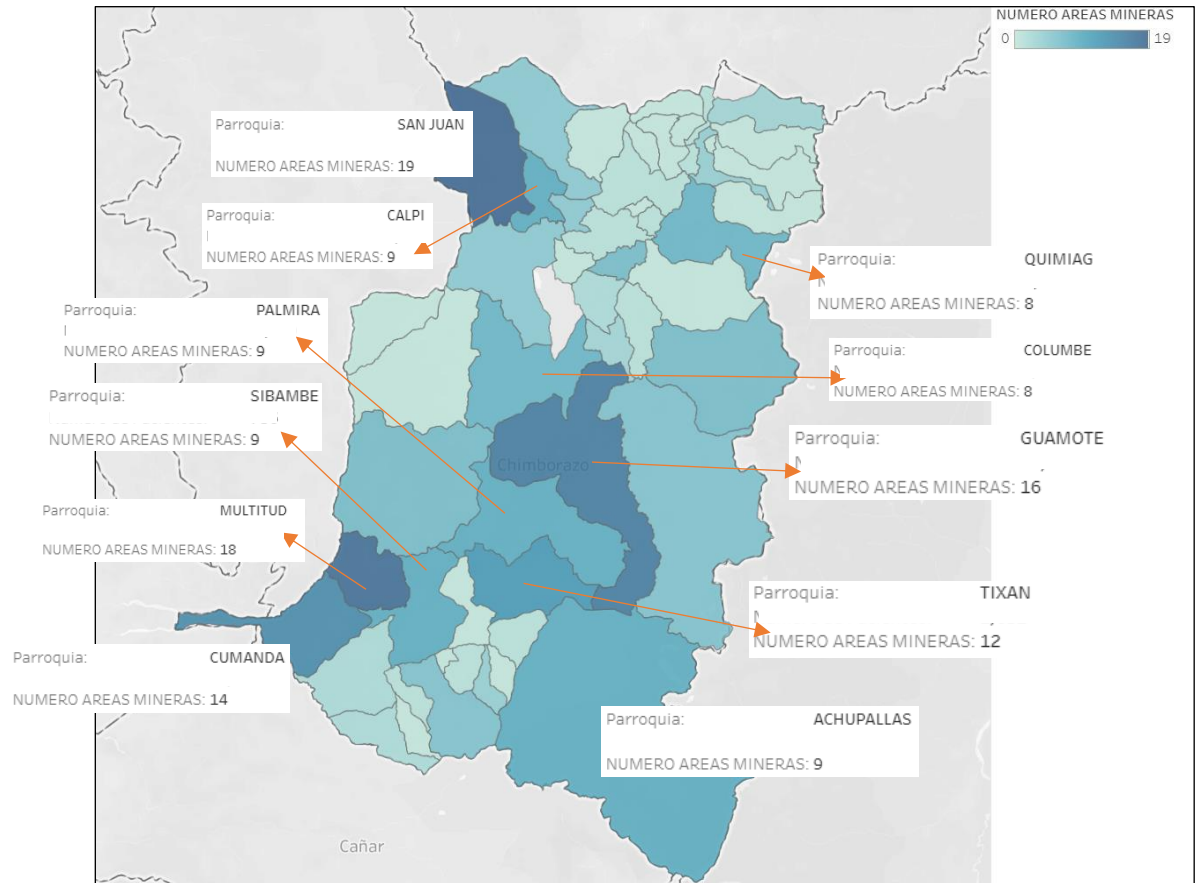 NUMERO AREAS MINERAS
0 19
Parroquia: SAN JUAN
NUMERO AREAS MINERAS: 19
Parroquia: CALPI
NUMERO AREAS MINERAS: 9
Parroquia: QUIMIAG
NUMERO AREAS MINERAS: 8
Parroquia: PALMIRA
NUMERO AREAS MINERAS: 9
Parroquia: COLUMBE
NUMERO AREAS MINERAS: 8
Parroquia: SIBAMBE
NUMERO AREAS MINERAS: 9
Parroquia: GUAMOTE
NUMERO AREAS MINERAS: 16
Chimborazo
Parroquia: MULTITUD
NUMERO AREAS MINERAS: 18
Parroquia: TIXAN
NUMERO AREAS MINERAS: 12
Parroquia: CUMANDA
NUMERO AREAS MINERAS: 14
Parroquia: ACHUPALLAS
NUMERO AREAS MINERAS: 9
Cañar